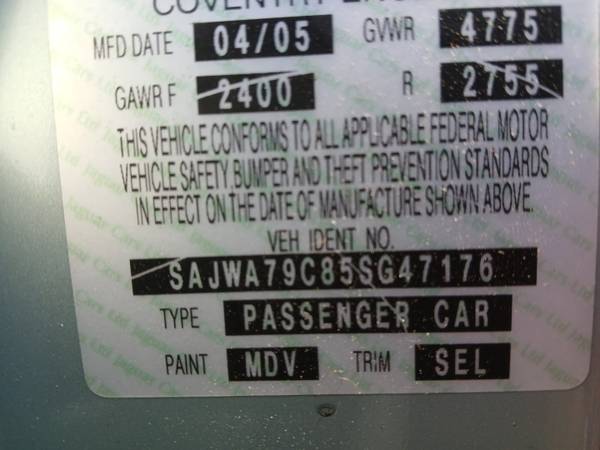 COVENTRY
MFD DATE 04/05 GVWR 4775
GAWR F 2400 R 2755
THIS VEHICLE CONFORMS TO ALL APPLICABLE FEDERAL MOTOR
VEHICLE SAFETY, BUMPER AND THEFT PREVENTION STANDARDS
IN EFFECT ON THE DATE OF MANUFACTURE SHOWN ABOVE.
VEH IDENT NO.
SAJWA79C85SG47176
TYPE PASSENGER CAR
PAINT MDV TRIM SEL